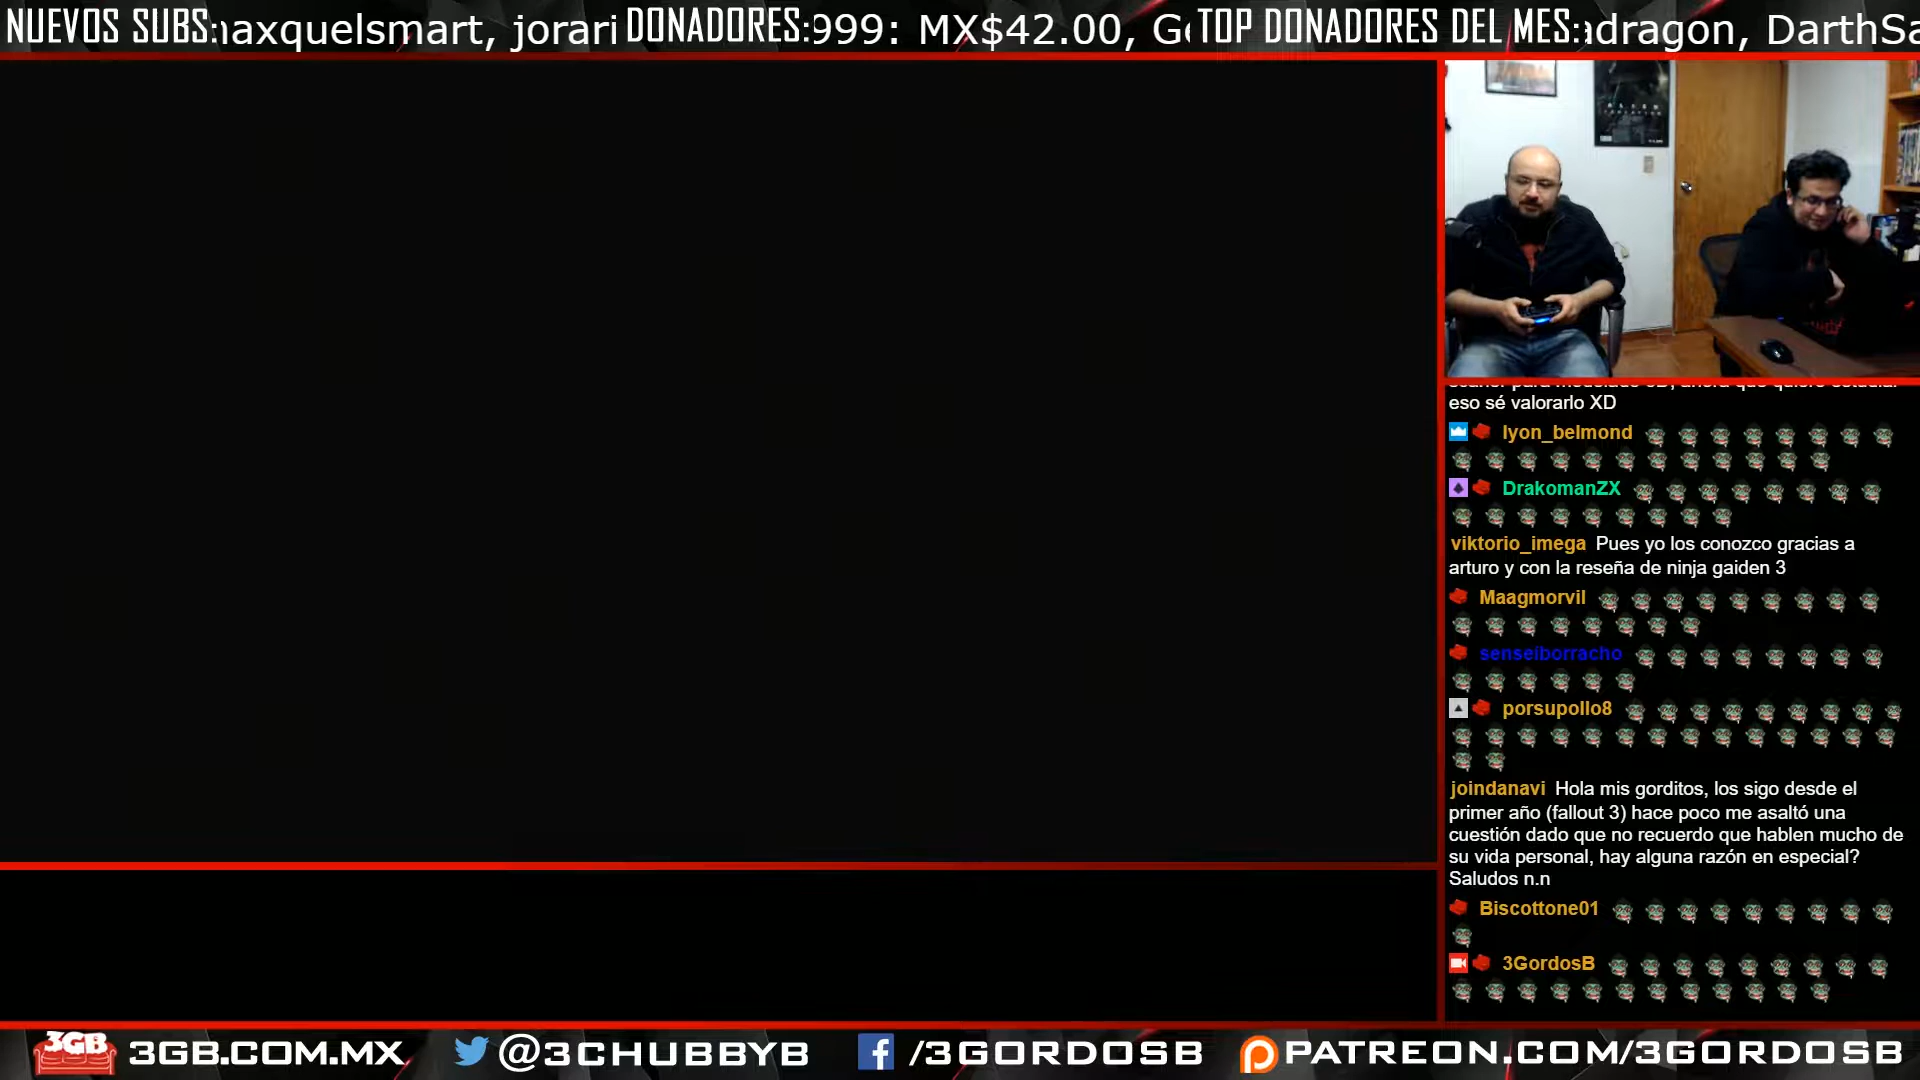 NUEVOS SUBS: naxquelsmart, jorari DONADORES: 999: MX$42.00, G TOP DONADORES DEL MES: adragon, DarthSa
ALIEN
eso sé valorarlo XD
lyon_belmond
DrakomanZX
viktorio_imega Pues yo los conozco gracias a
arturo y con la reseña de ninja gaiden 3
Maagmorvil
senseiborracho
porsupollo8
joindanavi Hola mis gorditos, los sigo desde el
primer año (fallout 3) hace poco me asaltó una
cuestión dado que no recuerdo que hablen mucho de
su vida personal, hay alguna razón en especial?
Saludos n.n
Biscottone01
3GordosB
3GB 3GB.COM.MX @3CHUBBYB /3GORDOSB PATREON.COM/3GORDOSB